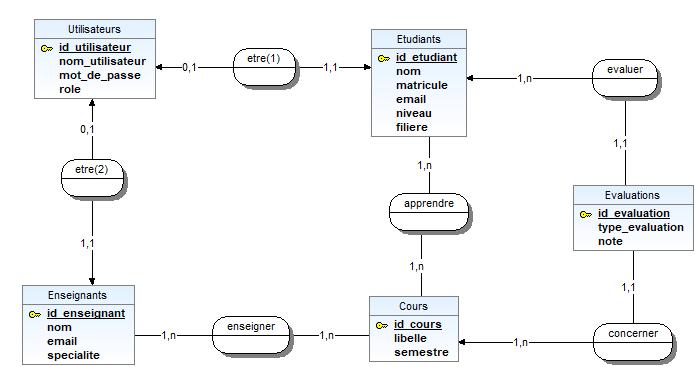 Utilisateurs
id_utilisateur
nom_utilisateur
mot_de_passe
role
0,1
etre(1)
1,1
Etudiants
id_etudiant
nom
matricule
email
niveau
filiere
1,n
evaluer
1,1
0,1
etre(2)
1,1
1,n
apprendre
1,n
Evaluations
id_evaluation
type_evaluation
note
1,1
Enseignants
id_enseignant
nom
email
specialite
1,n
enseigner
1,n
Cours
id_cours
libelle
semestre
1,n
concerner